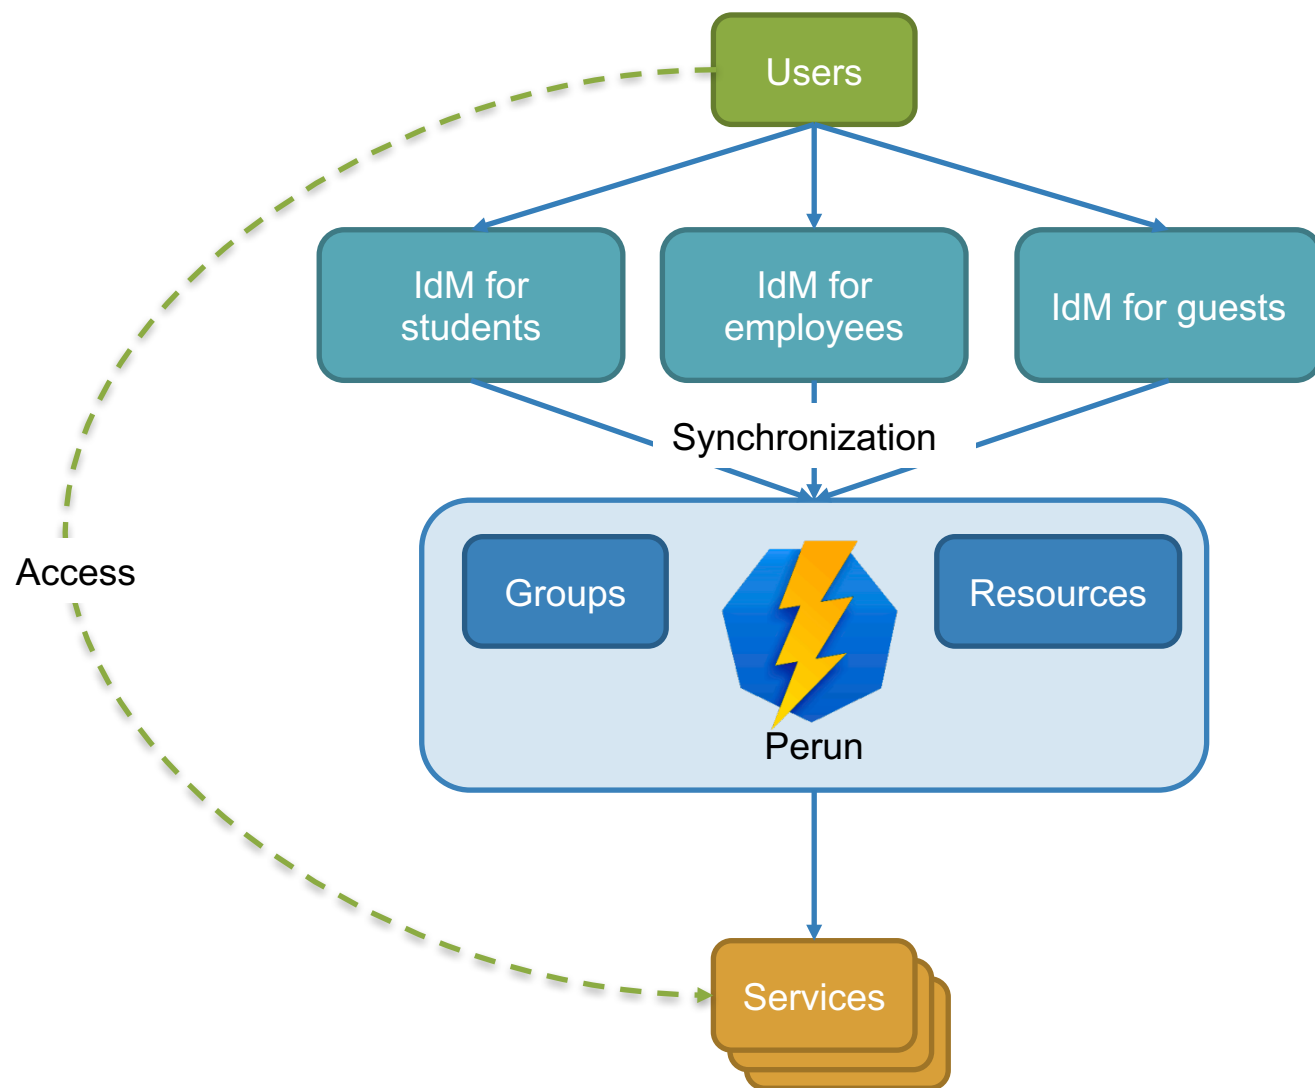 Users
IdM for
students
IdM for
employees
IdM for guests
Synchronization
Groups
Resources
Access
Perun
Services